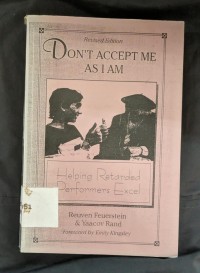 Revised Edition
DON'T ACCEPT ME
AS I AM
Helping Retarded
Performers Excel
Reuven Feuerstein
& Yaacov Rand
Foreword by Emily Kingsley